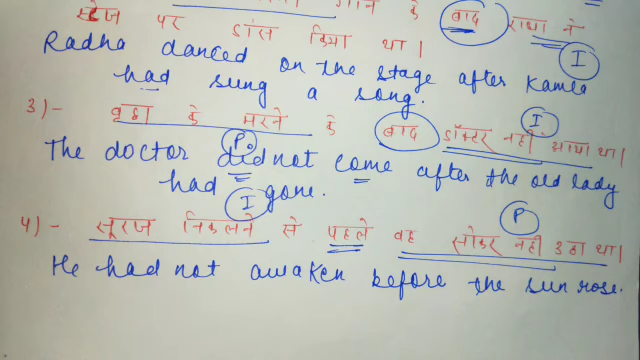 गाने के बाद राधा ने
स्टेज पर डांस किया था। I
Radha danced on the stage after Kamla
had sung a song.
3)- बूढ़ा के मरने के बाद डॉक्टर नहीं आया था। I
P.
The doctor did not come after the old lady
had gone.
I P
4)- सूरज निकलने से पहले वह सोकर नहीं उठा था।
He had not awaken before the sun rose.